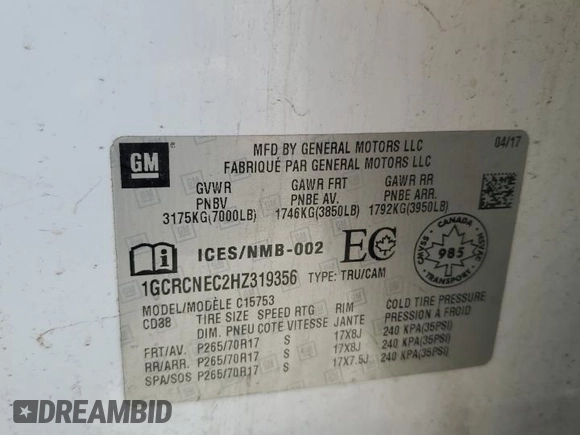 GM
MFD BY GENERAL MOTORS LLC 04/17
FABRIQUÉ PAR GENERAL MOTORS LLC
GVWR GAWR FRT GAWR RR
PNBV PNBE AV. PNBE ARR.
3175KG(7000LB) 1746KG(3850LB) 1792KG(3950LB)
ICES/NMB-002 EC
CANADA
985
TRANSPORT
CMVSS
NSVAC
1GCRCNEC2HZ319356 TYPE: TRU/CAM
MODEL/MODÈLE C15753
CD38 TIRE SIZE SPEED RTG RIM COLD TIRE PRESSURE
DIM. PNEU COTE VITESSE JANTE PRESSION A FROID
FRT/AV. P265/70R17 S 17X8J 240 KPA(35PSI)
RR/ARR. P265/70R17 S 17X8J 240 KPA(35PSI)
SPA/SOS P265/70R17 S 17X7.5J 240 KPA(35PSI)
DREAMBID